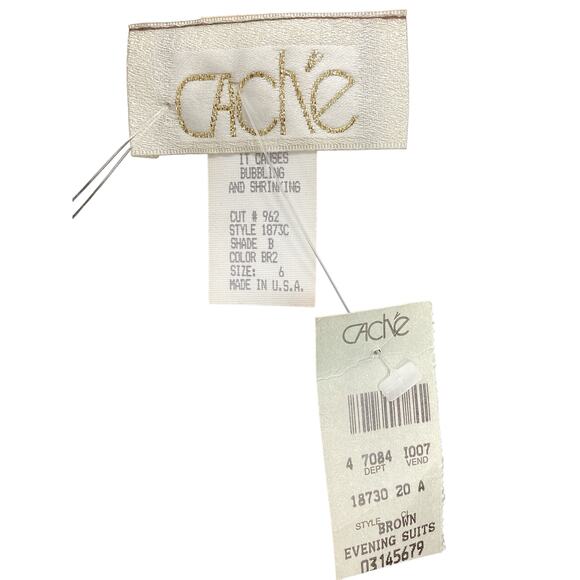 Caché
IT CAUSES
BUBBLING
AND SHRINKING
CUT # 962
STYLE 1873C
SHADE B
COLOR BR2
SIZE: 6
MADE IN U.S.A.
Caché
4 7084 I007
DEPT VEND
18730 20 A
STYLE CL
BROWN
EVENING SUITS
03145679